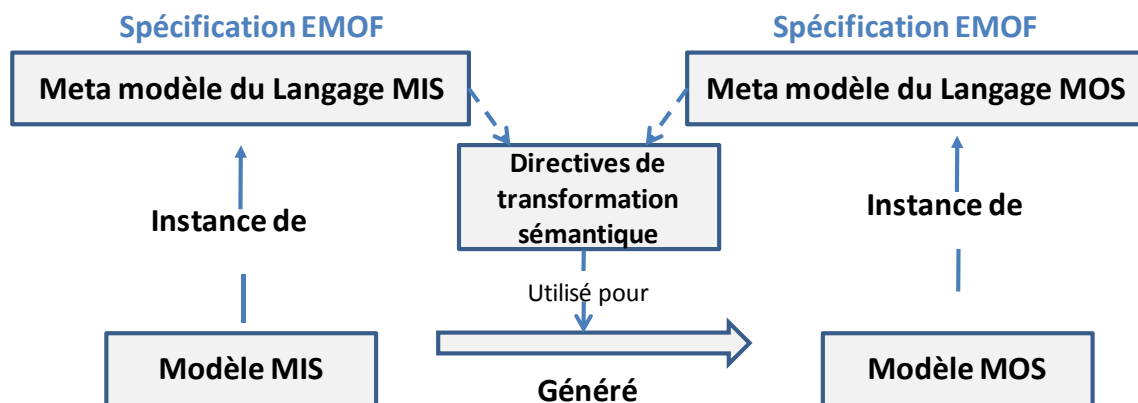 Spécification EMOF
Spécification EMOF
Meta modèle du Langage MIS
Meta modèle du Langage MOS
Directives de
transformation
sémantique
Instance de
Instance de
Utilisé pour
Modèle MIS
Modèle MOS
Généré